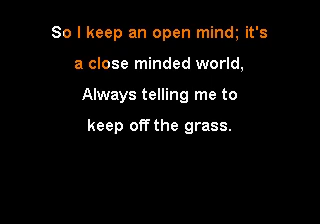 So I keep an open mind; it's
a close minded world,
Always telling me to
keep off the grass.